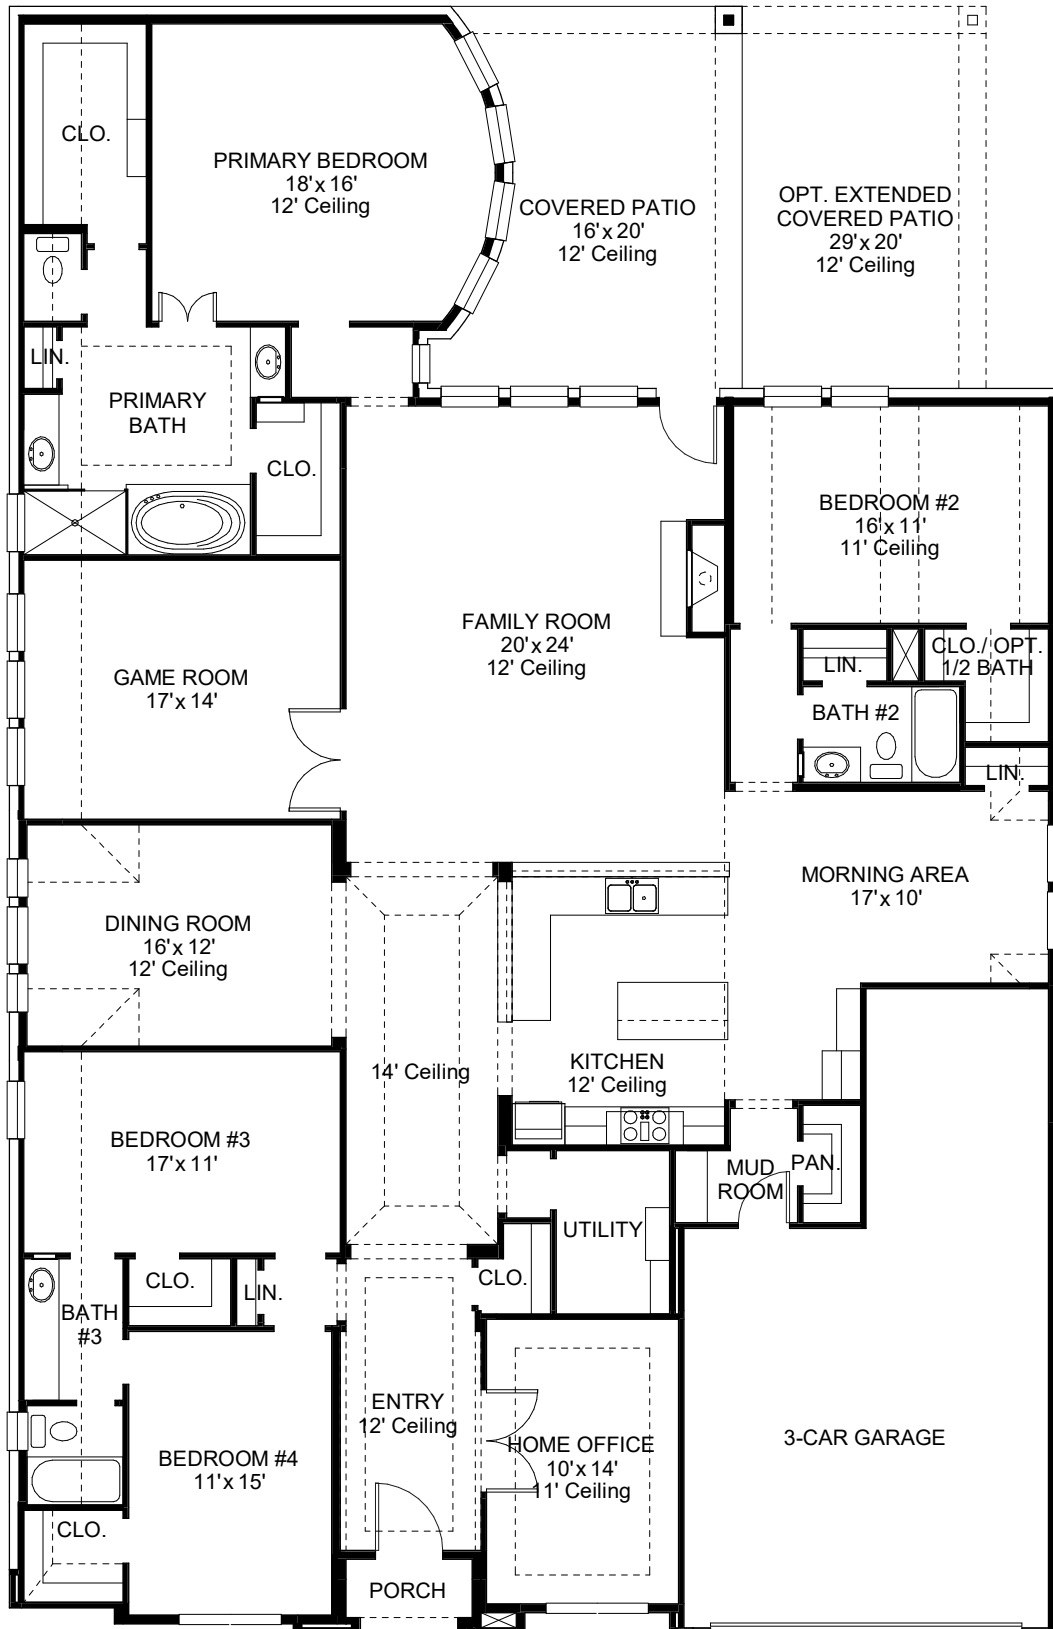 CLO.
PRIMARY BEDROOM
18' x 16'
12' Ceiling
COVERED PATIO
16' x 20'
12' Ceiling
OPT. EXTENDED
COVERED PATIO
29' x 20'
12' Ceiling
LIN.
PRIMARY
BATH
CLO.
BEDROOM #2
16' x 11'
11' Ceiling
FAMILY ROOM
20' x 24'
12' Ceiling
GAME ROOM
17' x 14'
LIN.
CLO./ OPT.
1/2 BATH
BATH #2
LIN.
MORNING AREA
17' x 10'
DINING ROOM
16' x 12'
12' Ceiling
14' Ceiling
KITCHEN
12' Ceiling
BEDROOM #3
17' x 11'
MUD
ROOM
PAN.
UTILITY
CLO.
CLO.
LIN.
BATH
#3
ENTRY
12' Ceiling
HOME OFFICE
10' x 14'
11' Ceiling
3-CAR GARAGE
BEDROOM #4
11' x 15'
CLO.
PORCH